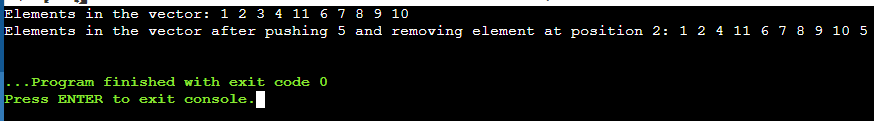 Elements in the vector: 1 2 3 4 11 6 7 8 9 10
Elements in the vector after pushing 5 and removing element at position 2: 1 2 4 11 6 7 8 9 10 5
...Program finished with exit code 0
Press ENTER to exit console.